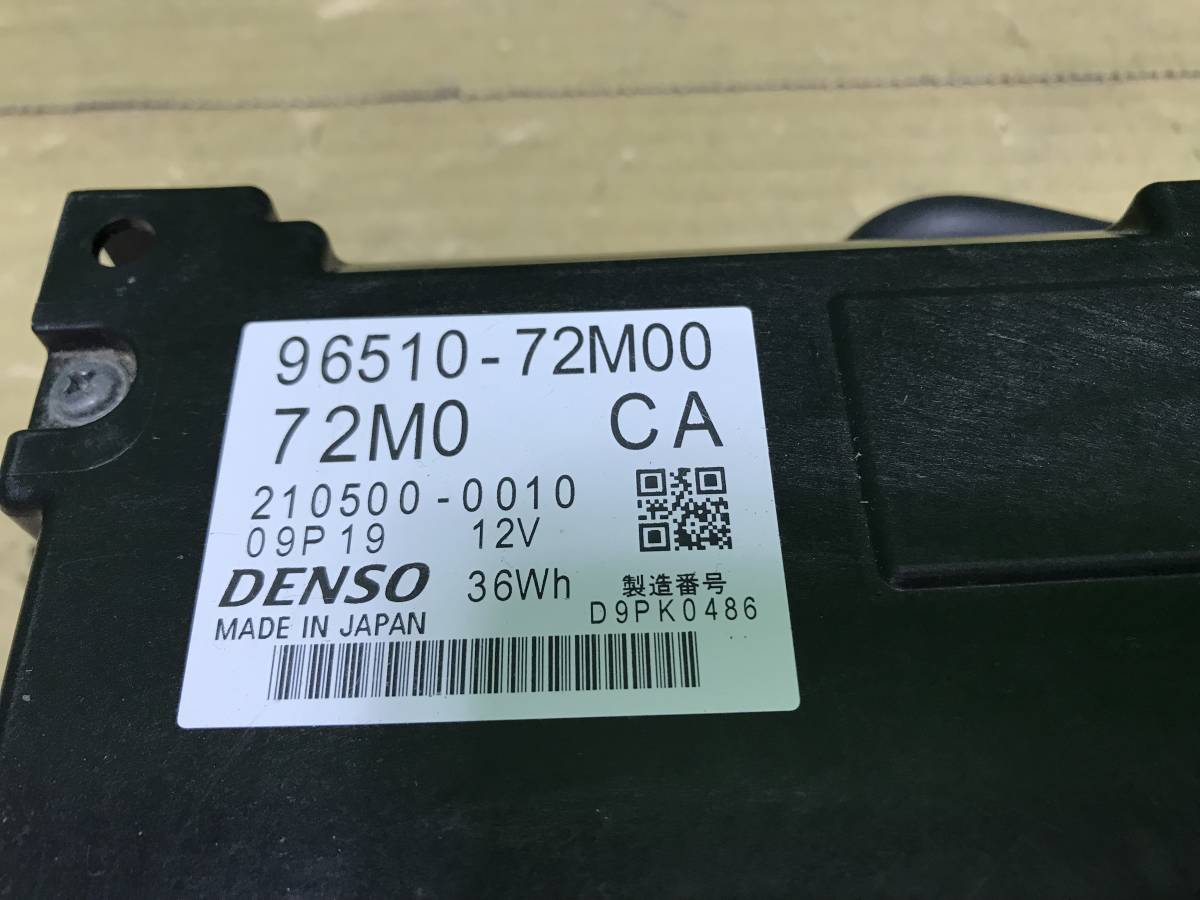 96510-72M00
72M0 CA
210500-0010
09P19 12V
DENSO 36Wh 製造番号
MADE IN JAPAN D9PK0486